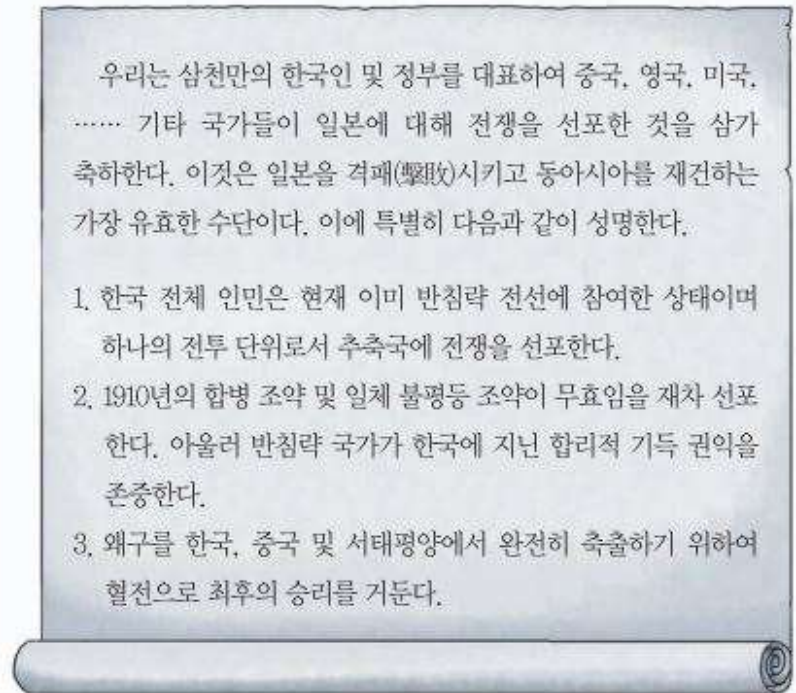 우리는 삼천만의 한국인 및 정부를 대표하여 중국, 영국, 미국,
…… 기타 국가들이 일본에 대해 전쟁을 선포한 것을 삼가
축하한다. 이것은 일본을 격패(擊敗)시키고 동아시아를 재건하는
가장 유효한 수단이다. 이에 특별히 다음과 같이 성명한다.
1. 한국 전체 인민은 현재 이미 반침략 전선에 참여한 상태이며
하나의 전투 단위로서 추축국에 전쟁을 선포한다.
2. 1910년의 합병 조약 및 일체 불평등 조약이 무효임을 재차 선포
한다. 아울러 반침략 국가가 한국에 지닌 합리적 기득 권익을
존중한다.
3. 왜구를 한국, 중국 및 서태평양에서 완전히 축출하기 위하여
혈전으로 최후의 승리를 거둔다.